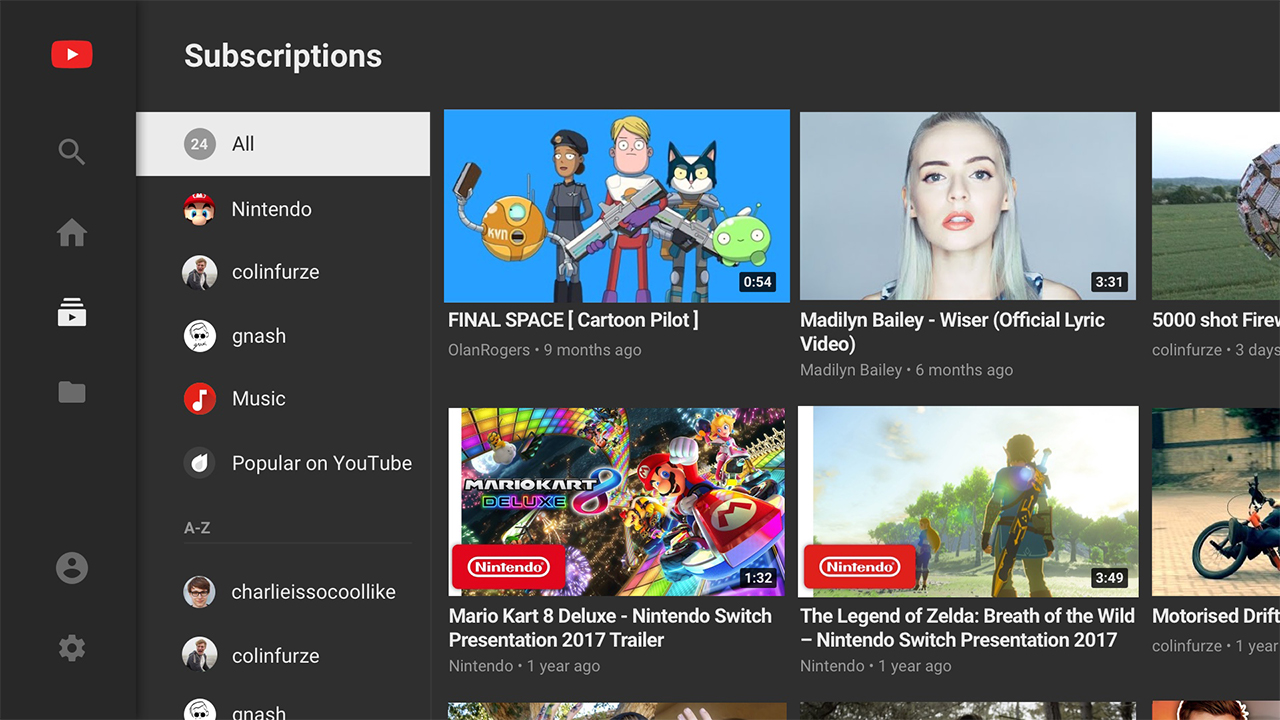 Subscriptions
24 All
Nintendo
colinfurze
gnash
Music
Popular on YouTube
A-Z
charlieissocoollike
colinfurze
gnash
KVN
0:54
FINAL SPACE [ Cartoon Pilot ]
OlanRogers • 9 months ago
3:31
Madilyn Bailey - Wiser (Official Lyric
Video)
Madilyn Bailey • 6 months ago
5000 shot
colinfurze • 3 days
MARIOKART 8
DELUXE
Nintendo
1:32
Mario Kart 8 Deluxe - Nintendo Switch
Presentation 2017 Trailer
Nintendo • 1 year ago
Nintendo
3:49
The Legend of Zelda: Breath of the Wild
– Nintendo Switch Presentation 2017
Nintendo • 1 year ago
Motorised
colinfurze • 1 year